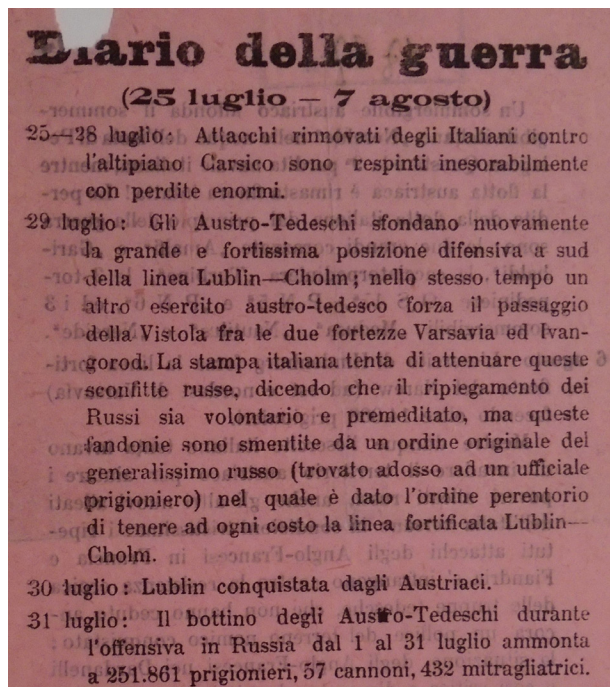 Diario della guerra
(25 luglio — 7 agosto)
25—28 luglio: Attacchi rinnovati degli Italiani contro
l'altipiano Carsico sono respinti inesorabilmente
con perdite enormi.
29 luglio: Gli Austro-Tedeschi sfondano nuovamente
la grande e fortissima posizione difensiva a sud
della linea Lublin—Cholm; nello stesso tempo un
altro esercito austro-tedesco forza il passaggio
della Vistola fra le due fortezze Varsavia ed Ivan-
gorod. La stampa italiana tenta di attenuare queste
sconfitte russe, dicendo che il ripiegamento dei
Russi sia volontario e premeditato, ma queste
fandonie sono smentite da un ordine originale del
generalissimo russo (trovato adosso ad un ufficiale
prigioniero) nel quale è dato l'ordine perentorio
di tenere ad ogni costo la linea fortificata Lublin—
Cholm.
30 luglio: Lublin conquistata dagli Austriaci.
31 luglio: Il bottino degli Austro-Tedeschi durante
l'offensiva in Russia dal 1 al 31 luglio ammonta
a 251.861 prigionieri, 57 cannoni, 432 mitragliatrici.